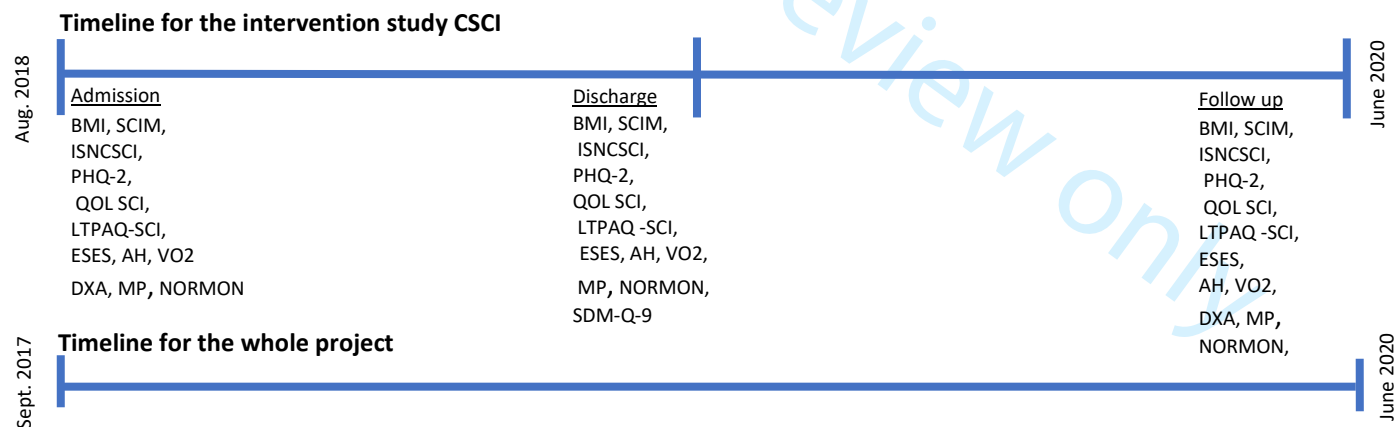 Timeline for the intervention study CSCI
Aug. 2018
June 2020
Admission
BMI, SCIM,
ISNCSCI,
PHQ-2,
QOL SCI,
LTPAQ-SCI,
ESES, AH, VO2
DXA, MP, NORMON
Discharge
BMI, SCIM,
ISNCSCI,
PHQ-2,
QOL SCI,
LTPAQ -SCI,
ESES, AH, VO2,
MP, NORMON,
SDM-Q-9
Follow up
BMI, SCIM,
ISNCSCI,
PHQ-2,
QOL SCI,
LTPAQ -SCI,
ESES,
AH, VO2,
DXA, MP,
NORMON,
Timeline for the whole project
Sept. 2017
June 2020
eview only